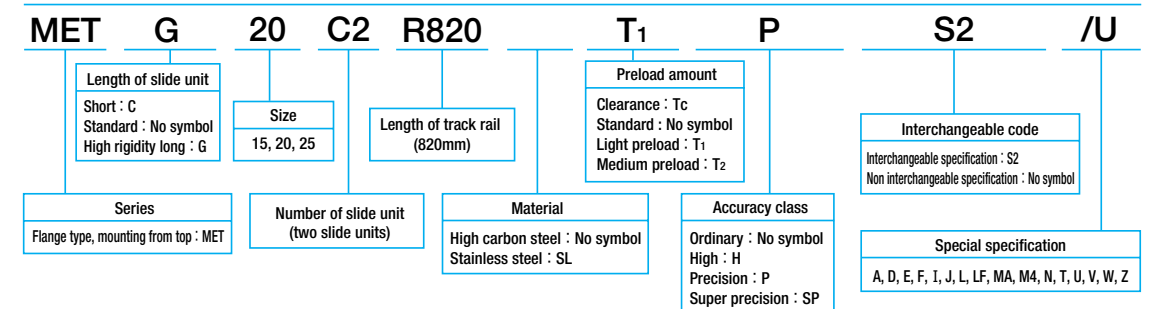 MET G 20 C2 R820 T₁ P S2 /U
Length of slide unit
Short：C
Standard：No symbol
High rigidity long：G
Size
15, 20, 25
Length of track rail
(820mm)
Preload amount
Clearance：Tc
Standard : No symbol
Light preload：T₁
Medium preload：T₂
Interchangeable code
Interchangeable specification：S2
Non interchangeable specification：No symbol
Series
Flange type, mounting from top：MET
Number of slide unit
(two slide units)
Material
High carbon steel：No symbol
Stainless steel：SL
Accuracy class
Ordinary：No symbol
High：H
Precision：P
Super precision：SP
Special specification
A, D, E, F, I, J, L, LF, MA, M4, N, T, U, V, W, Z